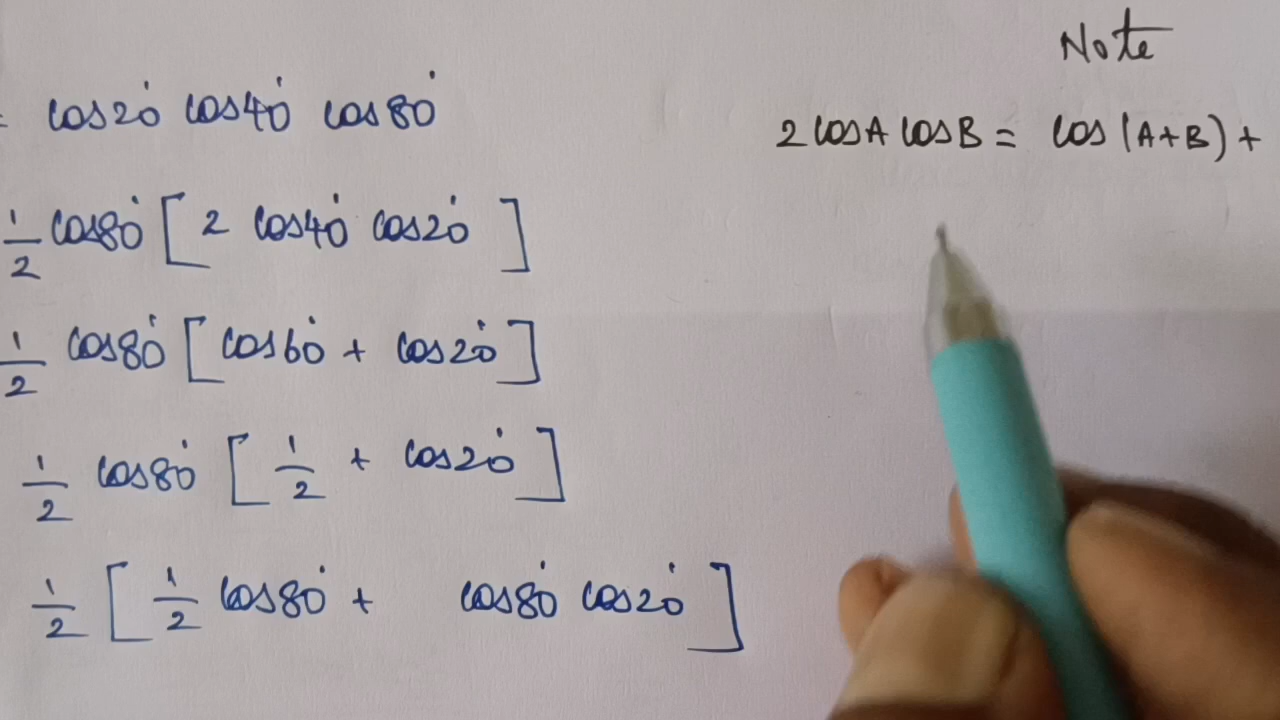 = cos20° cos40° cos80°
1/2 cos80° [ 2 cos40° cos20° ]
1/2 cos80° [ cos60° + cos20° ]
1/2 cos80° [ 1/2 + cos20° ]
1/2 [ 1/2 cos80° + cos80° cos20° ]
Note
2 cosA cosB = cos (A+B) +